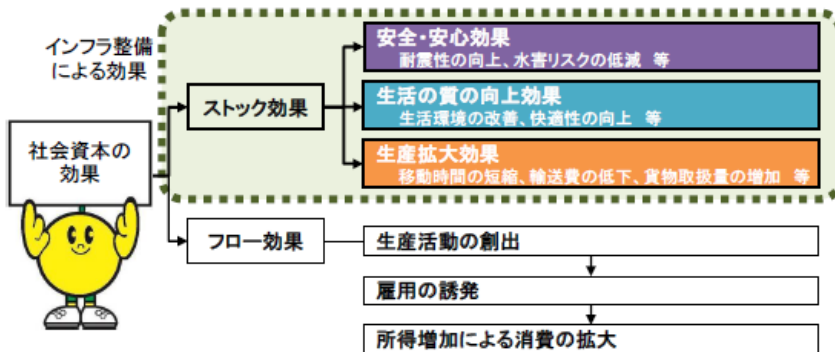 インフラ整備
による効果
社会資本の
効果
ストック効果
安全・安心効果
耐震性の向上、水害リスクの低減 等
生活の質の向上効果
生活環境の改善、快適性の向上 等
生産拡大効果
移動時間の短縮、輸送費の低下、貨物取扱量の増加 等
フロー効果
生産活動の創出
雇用の誘発
所得増加による消費の拡大